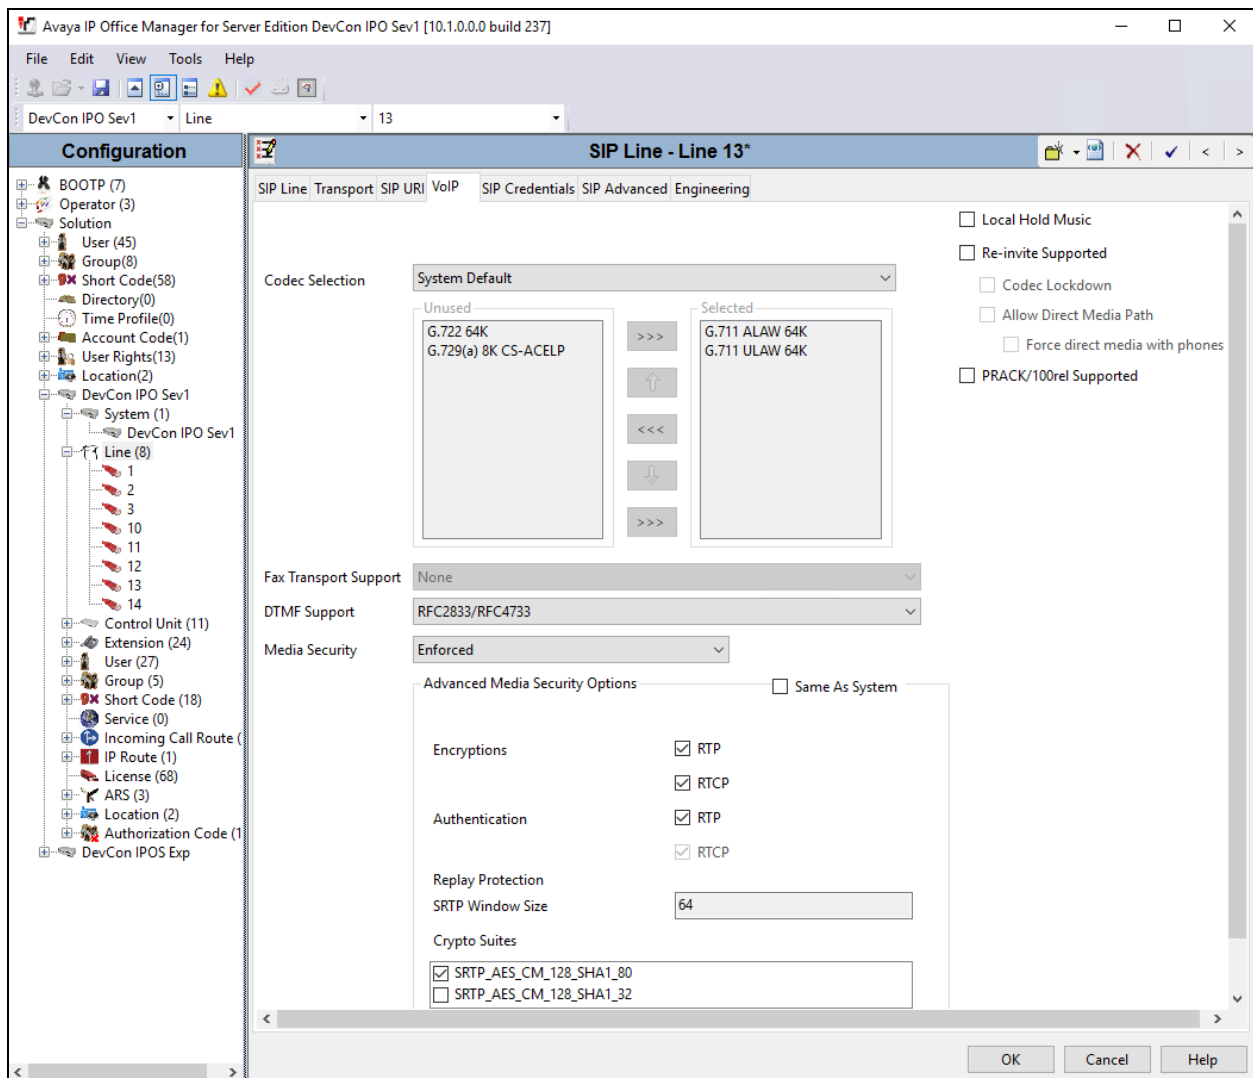 Avaya IP Office Manager for Server Edition DevCon IPO Sev1 [10.1.0.0.0 build 237]
File Edit View Tools Help
DevCon IPO Sev1 Line 13
Configuration
BOOTP (7)
Operator (3)
Solution
User (45)
Group(8)
Short Code(58)
Directory(0)
Time Profile(0)
Account Code(1)
User Rights(13)
Location(2)
DevCon IPO Sev1
System (1)
DevCon IPO Sev1
Line (8)
1
2
3
10
11
12
13
14
Control Unit (11)
Extension (24)
User (27)
Group (5)
Short Code (18)
Service (0)
Incoming Call Route (
IP Route (1)
License (68)
ARS (3)
Location (2)
Authorization Code (1
DevCon IPOS Exp
SIP Line - Line 13*
SIP Line Transport SIP URI VoIP SIP Credentials SIP Advanced Engineering
Codec Selection System Default
Unused
G.722 64K
G.729(a) 8K CS-ACELP
>>>
<<<
>>>
Selected
G.711 ALAW 64K
G.711 ULAW 64K
Local Hold Music
Re-invite Supported
Codec Lockdown
Allow Direct Media Path
Force direct media with phones
PRACK/100rel Supported
Fax Transport Support None
DTMF Support RFC2833/RFC4733
Media Security Enforced
Advanced Media Security Options Same As System
Encryptions RTP
RTCP
Authentication RTP
RTCP
Replay Protection
SRTP Window Size 64
Crypto Suites
SRTP_AES_CM_128_SHA1_80
SRTP_AES_CM_128_SHA1_32
OK Cancel Help